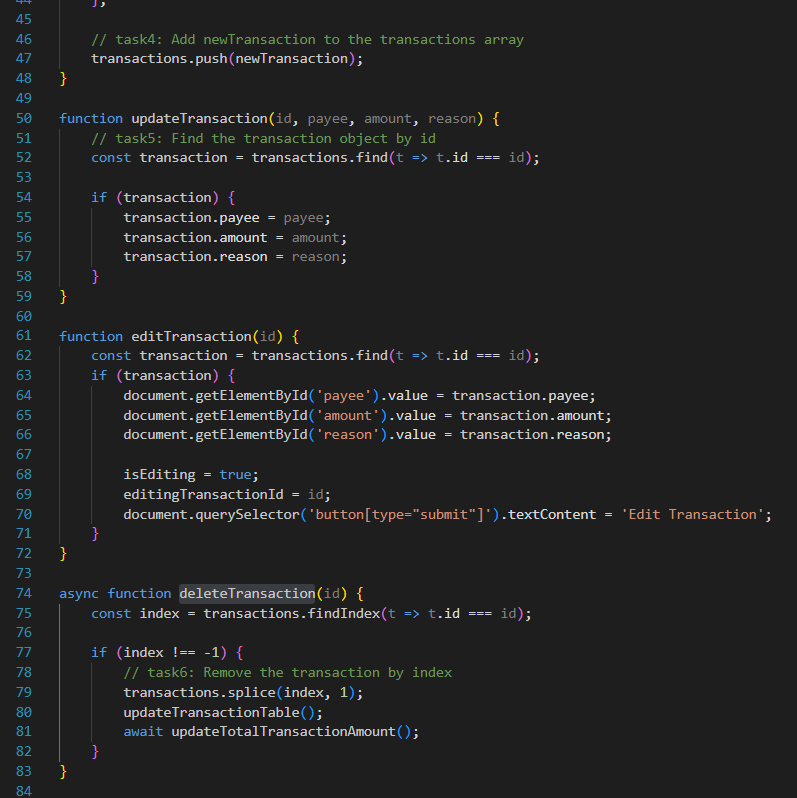 44 };
45
46 // task4: Add newTransaction to the transactions array
47 transactions.push(newTransaction);
48 }
49
50 function updateTransaction(id, payee, amount, reason) {
51 // task5: Find the transaction object by id
52 const transaction = transactions.find(t => t.id === id);
53
54 if (transaction) {
55 transaction.payee = payee;
56 transaction.amount = amount;
57 transaction.reason = reason;
58 }
59 }
60
61 function editTransaction(id) {
62 const transaction = transactions.find(t => t.id === id);
63 if (transaction) {
64 document.getElementById('payee').value = transaction.payee;
65 document.getElementById('amount').value = transaction.amount;
66 document.getElementById('reason').value = transaction.reason;
67
68 isEditing = true;
69 editingTransactionId = id;
70 document.querySelector('button[type="submit"]').textContent = 'Edit Transaction';
71 }
72 }
73
74 async function deleteTransaction(id) {
75 const index = transactions.findIndex(t => t.id === id);
76
77 if (index !== -1) {
78 // task6: Remove the transaction by index
79 transactions.splice(index, 1);
80 updateTransactionTable();
81 await updateTotalTransactionAmount();
82 }
83 }
84